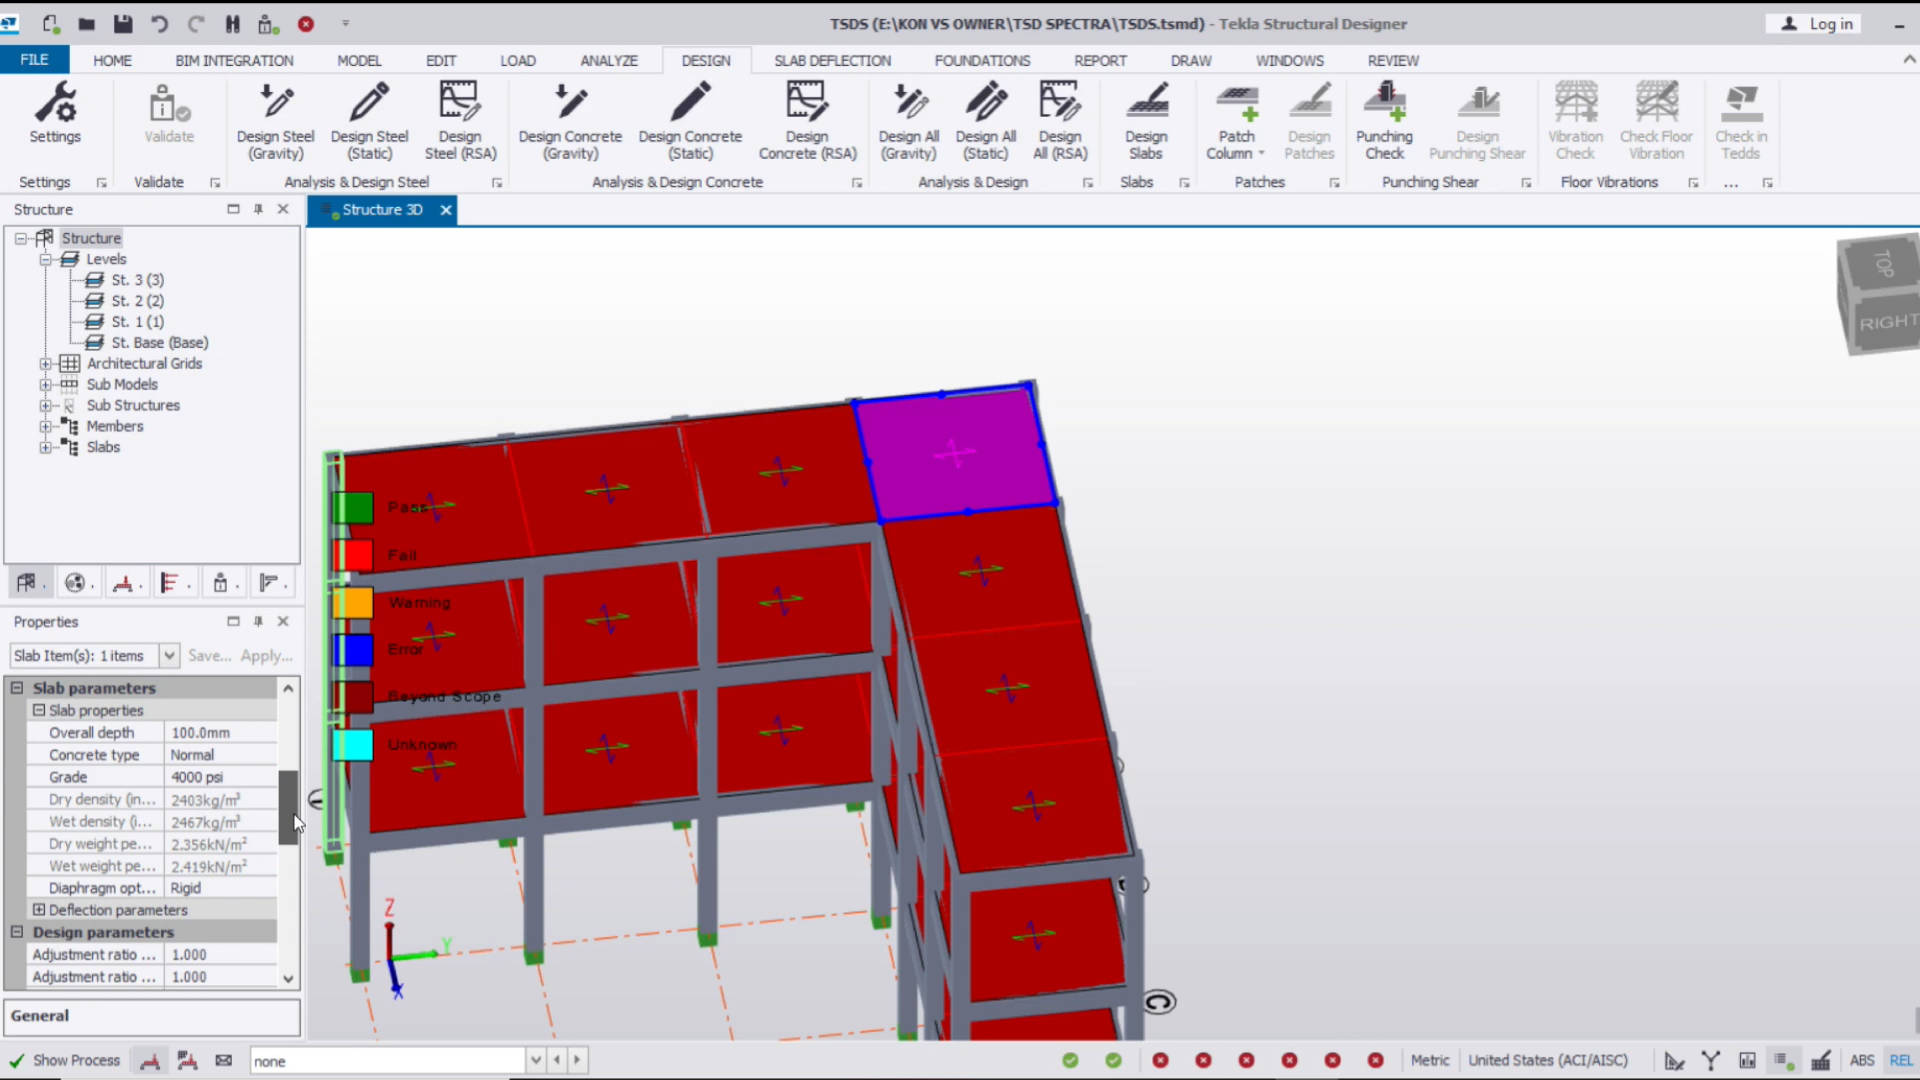 TSDS (E:\KON VS OWNER\TSD SPECTRA\TSDS.tsmd) - Tekla Structural Designer
Log in
FILE HOME BIM INTEGRATION MODEL EDIT LOAD ANALYZE DESIGN SLAB DEFLECTION FOUNDATIONS REPORT DRAW WINDOWS REVIEW
Settings
Validate
Design Steel
(Gravity)
Design Steel
(Static)
Design
Steel (RSA)
Design Concrete
(Gravity)
Design Concrete
(Static)
Design
Concrete (RSA)
Design All
(Gravity)
Design All
(Static)
Design
All (RSA)
Design
Slabs
Patch
Column
Design
Patches
Punching
Check
Design
Punching Shear
Vibration
Check
Check Floor
Vibration
Check in
Tedds
Settings Validate Analysis & Design Steel Analysis & Design Concrete Analysis & Design Slabs Patches Punching Shear Floor Vibrations ...
Structure
Structure 3D
Structure
Levels
St. 3 (3)
St. 2 (2)
St. 1 (1)
St. Base (Base)
Architectural Grids
Sub Models
Sub Structures
Members
Slabs
TOP
RIGHT
Pass
Fail
Warning
Error
Beyond Scope
Unknown
Z
Y
X
C
Properties
Slab Item(s): 1 items Save... Apply...
Slab parameters
Slab properties
Overall depth 100.0mm
Concrete type Normal
Grade 4000 psi
Dry density (in... 2403kg/m³
Wet density (i... 2467kg/m³
Dry weight pe... 2.356kN/m²
Wet weight pe... 2.419kN/m²
Diaphragm opt... Rigid
Deflection parameters
Design parameters
Adjustment ratio ... 1.000
Adjustment ratio ... 1.000
General
Show Process none Metric United States (ACI/AISC) ABS REL